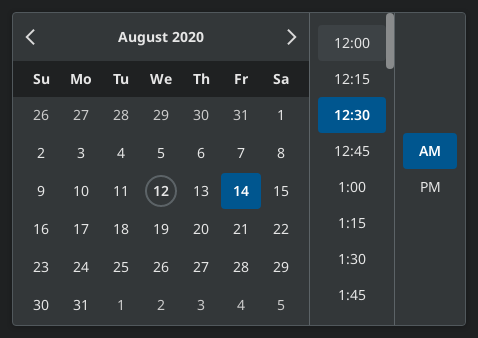 August 2020
Su Mo Tu We Th Fr Sa
26 27 28 29 30 31 1
2 3 4 5 6 7 8
9 10 11 12 13 14 15
16 17 18 19 20 21 22
23 24 25 26 27 28 29
30 31 1 2 3 4 5
12:00
12:15
12:30
12:45
1:00
1:15
1:30
1:45
AM
PM